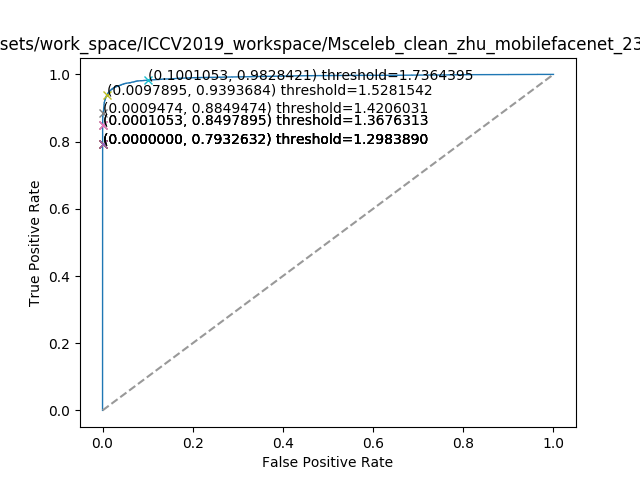 sets/work_space/ICCV2019_workspace/Msceleb_clean_zhu_mobilefacenet_23
(0.1001053, 0.9828421) threshold=1.7364395
(0.0097895, 0.9393684) threshold=1.5281542
(0.0009474, 0.8849474) threshold=1.4206031
(0.0001053, 0.8497895) threshold=1.3676313
(0.0000000, 0.7932632) threshold=1.2983890
1.0
0.8
0.6
0.4
0.2
0.0
True Positive Rate
0.0 0.2 0.4 0.6 0.8 1.0
False Positive Rate